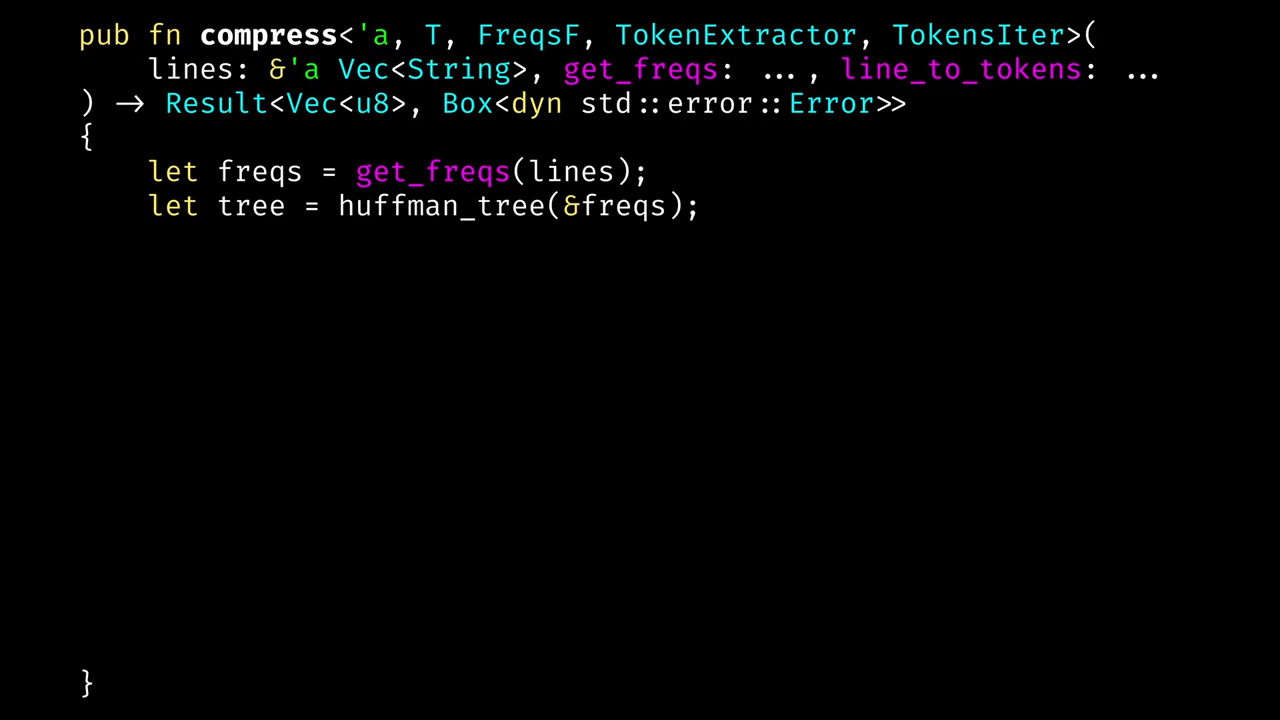 pub fn compress<'a, T, FreqsF, TokenExtractor, TokensIter>(
    lines: &'a Vec<String>, get_freqs: ..., line_to_tokens: ...
) -> Result<Vec<u8>, Box<dyn std::error::Error>>
{
    let freqs = get_freqs(lines);
    let tree = huffman_tree(&freqs);
}